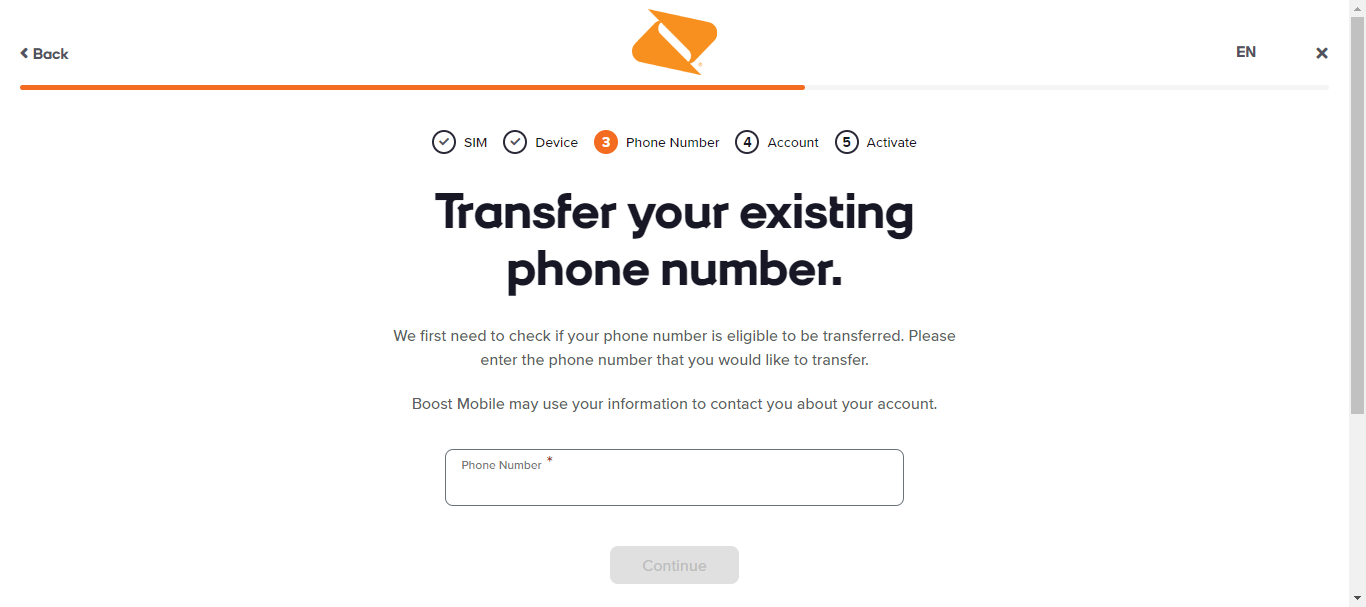 Back
EN
SIM Device 3 Phone Number 4 Account 5 Activate
Transfer your existing
phone number.
We first need to check if your phone number is eligible to be transferred. Please
enter the phone number that you would like to transfer.
Boost Mobile may use your information to contact you about your account.
Phone Number *
Continue